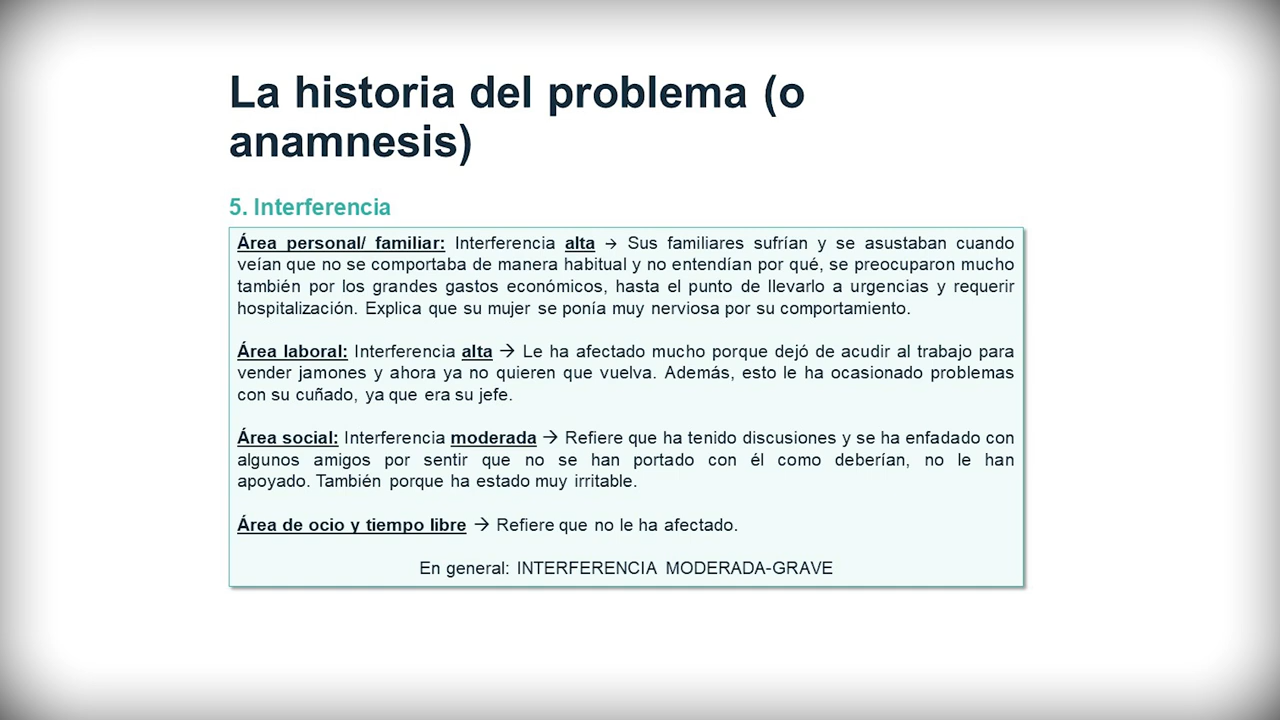 La historia del problema (o
anamnesis)
5. Interferencia
Área personal/ familiar: Interferencia alta → Sus familiares sufrían y se asustaban cuando
veían que no se comportaba de manera habitual y no entendían por qué, se preocuparon mucho
también por los grandes gastos económicos, hasta el punto de llevarlo a urgencias y requerir
hospitalización. Explica que su mujer se ponía muy nerviosa por su comportamiento.
Área laboral: Interferencia alta → Le ha afectado mucho porque dejó de acudir al trabajo para
vender jamones y ahora ya no quieren que vuelva. Además, esto le ha ocasionado problemas
con su cuñado, ya que era su jefe.
Área social: Interferencia moderada → Refiere que ha tenido discusiones y se ha enfadado con
algunos amigos por sentir que no se han portado con él como deberían, no le han
apoyado. También porque ha estado muy irritable.
Área de ocio y tiempo libre → Refiere que no le ha afectado.
En general: INTERFERENCIA MODERADA-GRAVE